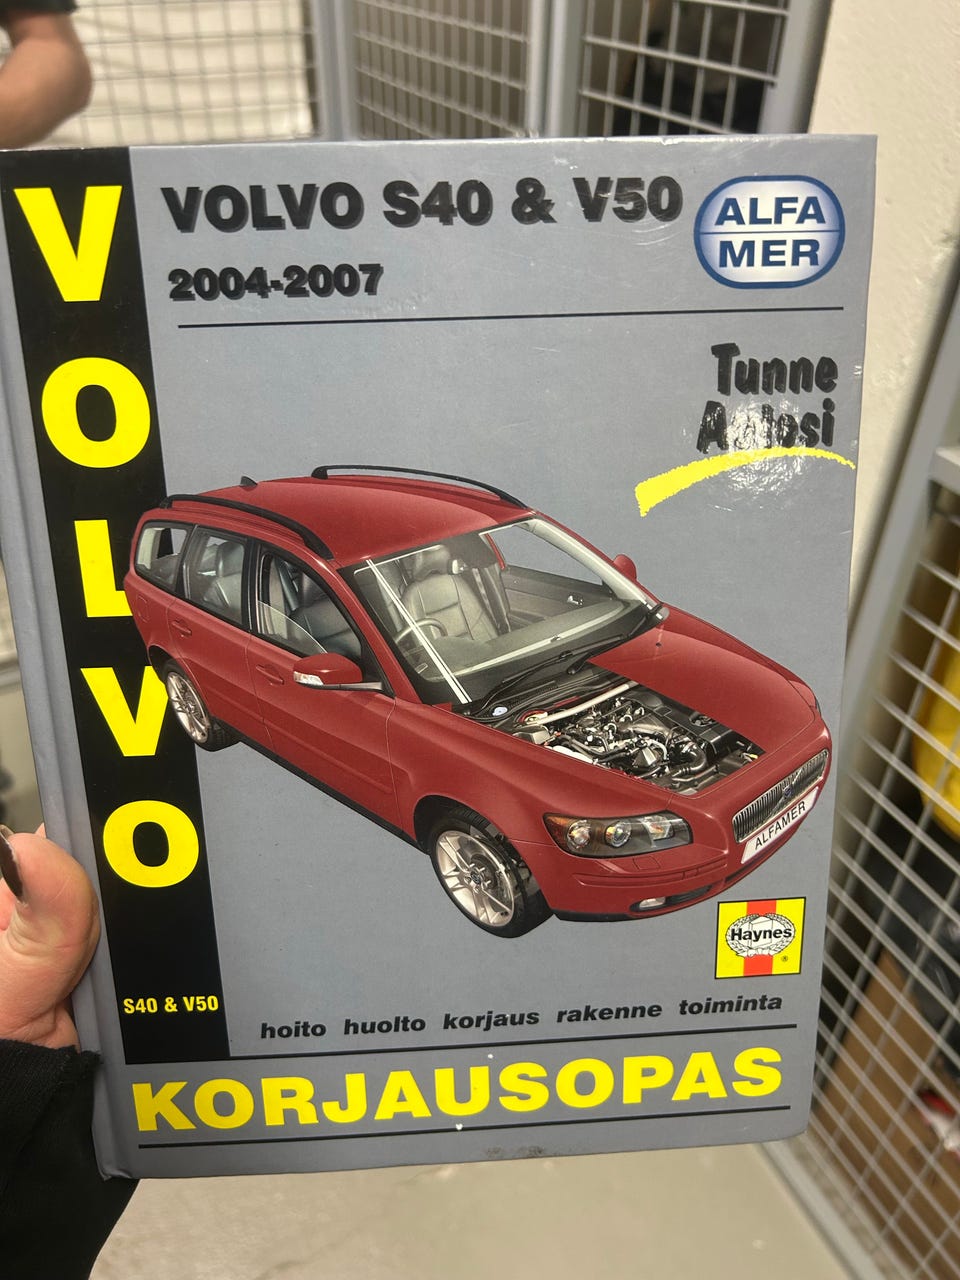 VOLVO
VOLVO S40 & V50
2004-2007
ALFA
MER
Tunne
Autosi
ALFAMER
Haynes
®
S40 & V50
hoito huolto korjaus rakenne toiminta
KORJAUSOPAS